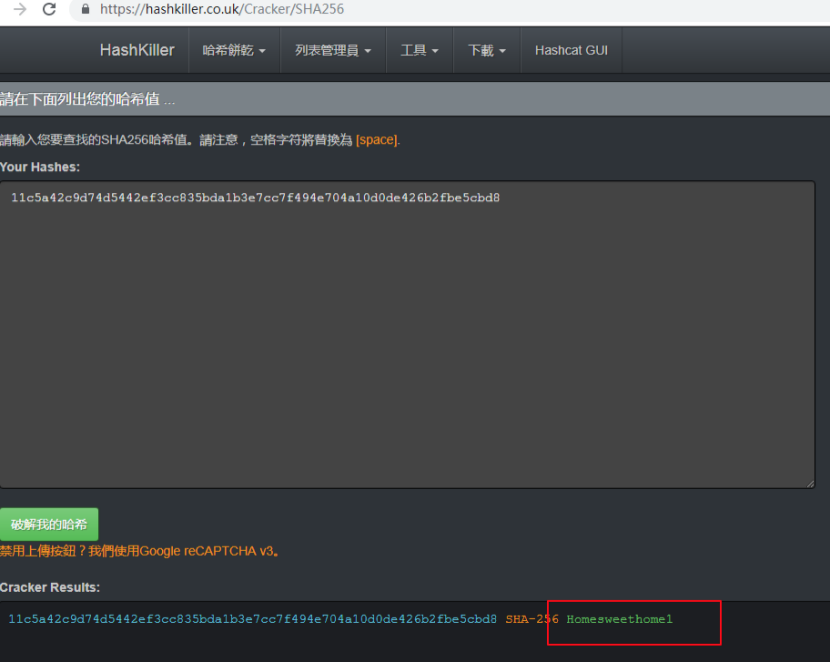 https://hashkiller.co.uk/Cracker/SHA256
HashKiller 哈希餅乾 列表管理員 工具 下載 Hashcat GUI
請在下面列出您的哈希值 ...
請輸入您要查找的SHA256哈希值。請注意，空格字符將替換為 [space].
Your Hashes:
11c5a42c9d74d5442ef3cc835bda1b3e7cc7f494e704a10d0de426b2fbe5cbd8
破解我的哈希
禁用上傳按鈕？我們使用Google reCAPTCHA v3。
Cracker Results:
11c5a42c9d74d5442ef3cc835bda1b3e7cc7f494e704a10d0de426b2fbe5cbd8 SHA-256 Homesweethome1